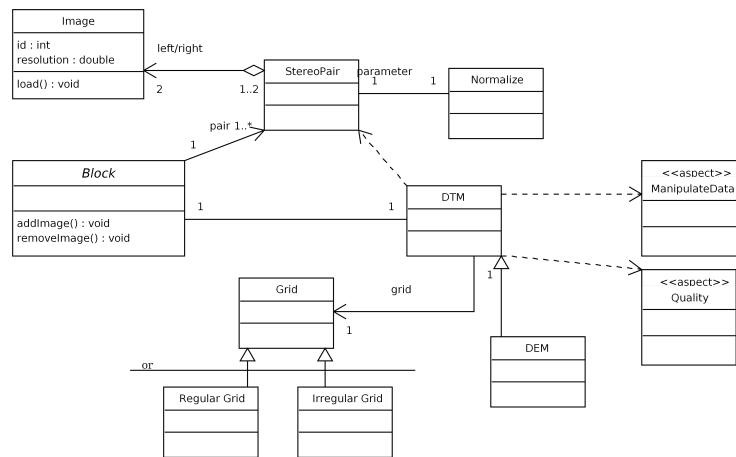 Image
id : int
resolution : double
load() : void
left/right
2
1..2
StereoPair
parameter
1
1
Normalize
pair 1..*
1
Block
addImage() : void
removeImage() : void
1
1
DTM
<<aspect>>
ManipulateData
<<aspect>>
Quality
1
Grid
grid
1
DEM
or
Regular Grid
Irregular Grid